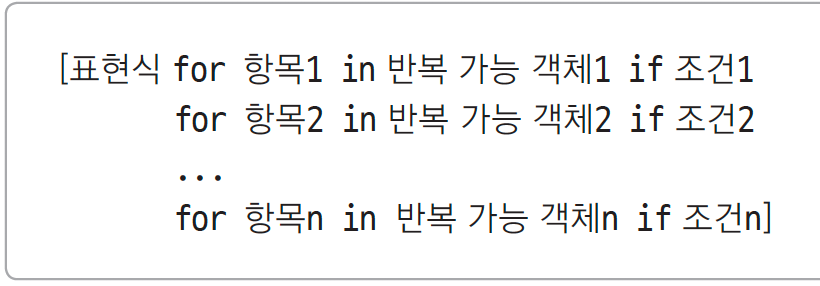 [표현식 for 항목1 in 반복 가능 객체1 if 조건1
for 항목2 in 반복 가능 객체2 if 조건2
...
for 항목n in 반복 가능 객체n if 조건n]